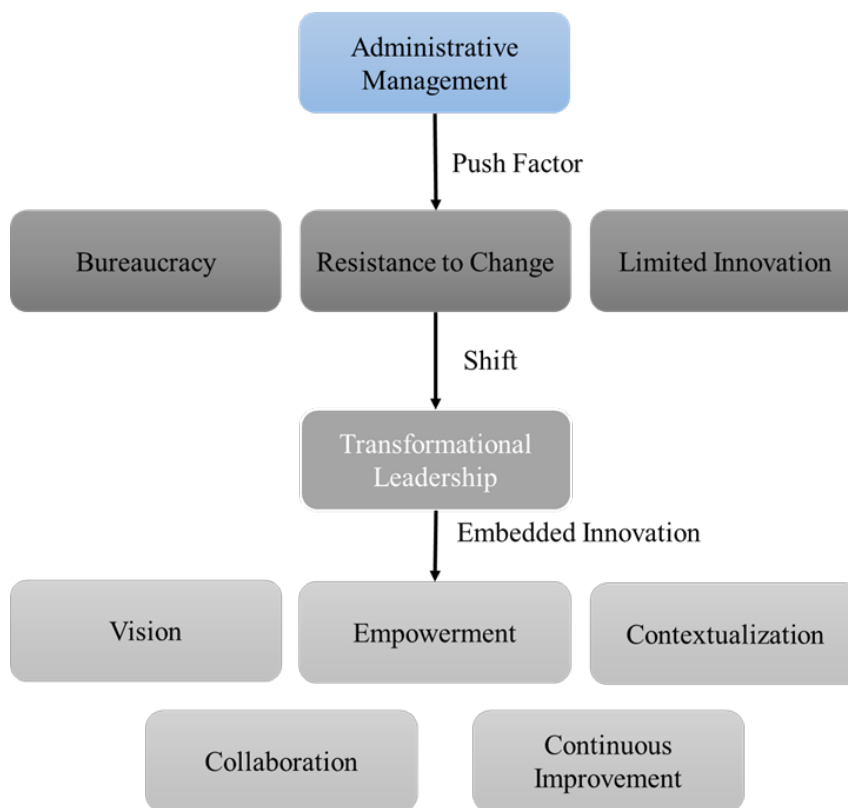 Administrative
Management
Push Factor
Bureaucracy
Resistance to Change
Limited Innovation
Shift
Transformational
Leadership
Embedded Innovation
Vision
Empowerment
Contextualization
Collaboration
Continuous
Improvement